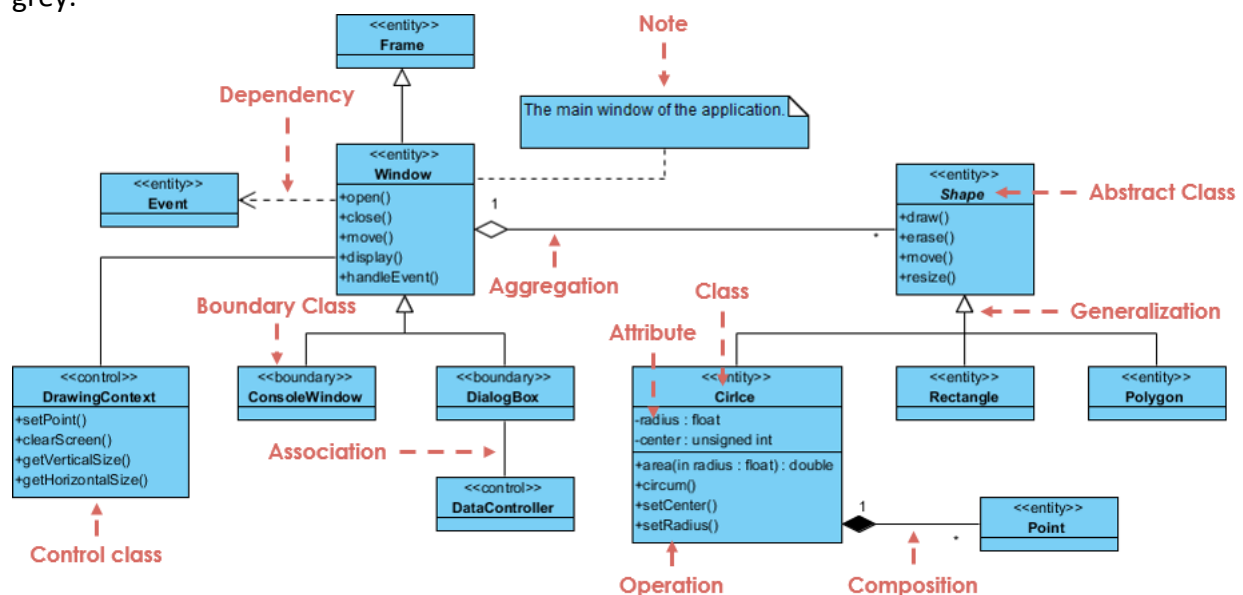 grey.
<<entity>>
Frame
Note
Dependency
The main window of the application.
<<entity>>
Window
+open()
+close()
+move()
+display()
+handleEvent()
<<entity>>
Event
1
*
<<entity>>
Shape
+draw()
+erase()
+move()
+resize()
Abstract Class
Aggregation
Class
Boundary Class
Attribute
Generalization
<<control>>
DrawingContext
+setPoint()
+clearScreen()
+getVerticalSize()
+getHorizontalSize()
<<boundary>>
ConsoleWindow
<<boundary>>
DialogBox
<<entity>>
Cirlce
-radius : float
-center : unsigned int
+area(in radius : float) : double
+circum()
+setCenter()
+setRadius()
<<entity>>
Rectangle
<<entity>>
Polygon
Association
<<control>>
DataController
1
*
<<entity>>
Point
Control class
Operation
Composition